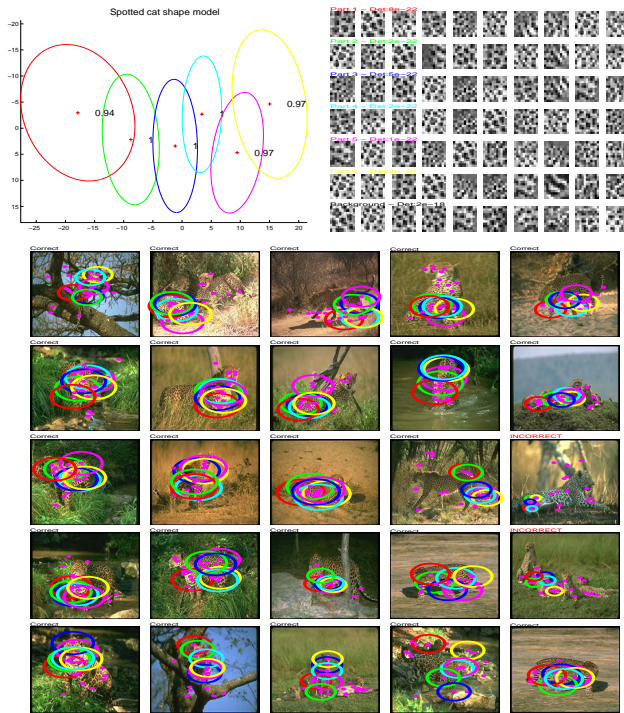 Spotted cat shape model
−20
−15
−10
−5
0
5
10
15
0.94
1
1
1
0.97
0.97
−25 −20 −15 −10 −5 0 5 10 15 20
Part 1 − Det:8e−22
Part 2 − Det:2e−22
Part 3 − Det:5e−22
Part 4 − Det:2e−22
Part 5 − Det:1e−22
Background − Det:2e−19
Correct Correct Correct Correct Correct
Correct Correct Correct Correct Correct
Correct Correct Correct Correct INCORRECT
Correct Correct Correct Correct INCORRECT
Correct Correct Correct Correct Correct